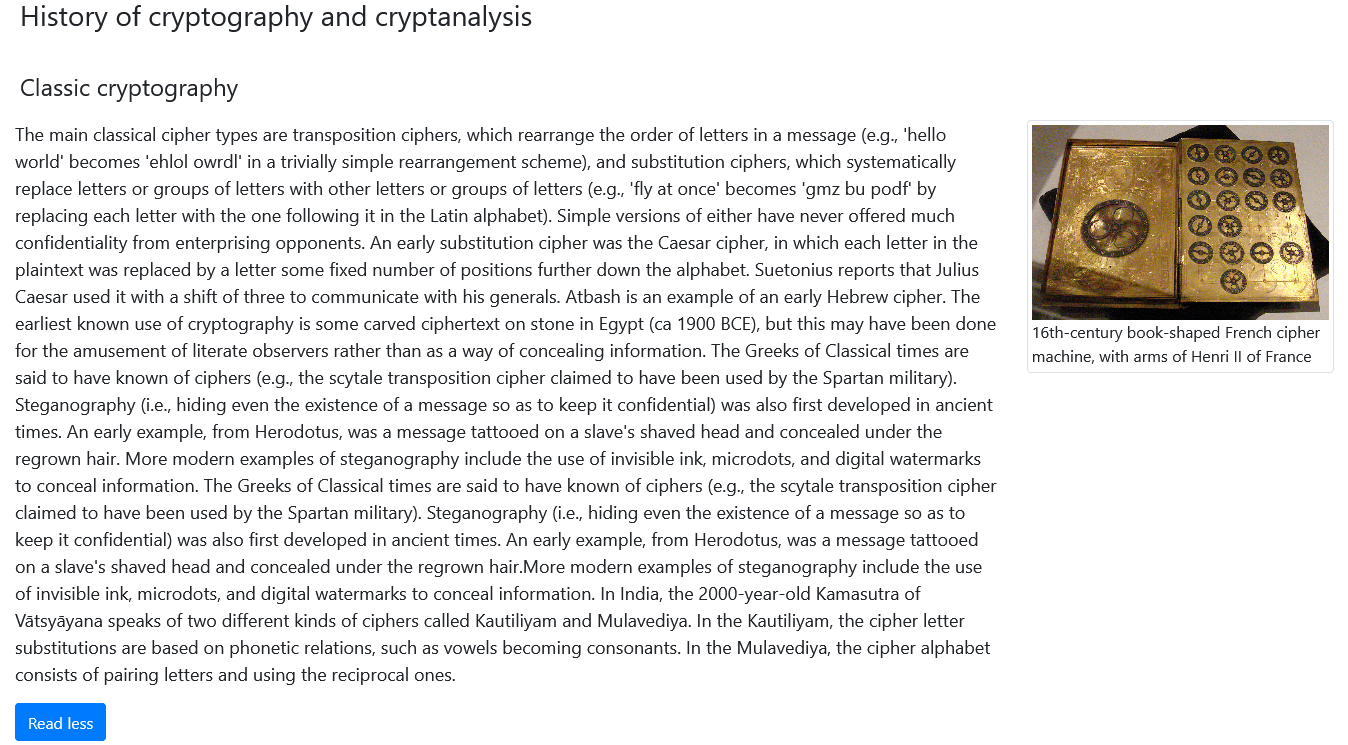 History of cryptography and cryptanalysis
Classic cryptography
The main classical cipher types are transposition ciphers, which rearrange the order of letters in a message (e.g., 'hello
world' becomes 'ehlol owrdl' in a trivially simple rearrangement scheme), and substitution ciphers, which systematically
replace letters or groups of letters with other letters or groups of letters (e.g., 'fly at once' becomes 'gmz bu podf' by
replacing each letter with the one following it in the Latin alphabet). Simple versions of either have never offered much
confidentiality from enterprising opponents. An early substitution cipher was the Caesar cipher, in which each letter in the
plaintext was replaced by a letter some fixed number of positions further down the alphabet. Suetonius reports that Julius
Caesar used it with a shift of three to communicate with his generals. Atbash is an example of an early Hebrew cipher. The
earliest known use of cryptography is some carved ciphertext on stone in Egypt (ca 1900 BCE), but this may have been done
for the amusement of literate observers rather than as a way of concealing information. The Greeks of Classical times are
said to have known of ciphers (e.g., the scytale transposition cipher claimed to have been used by the Spartan military).
Steganography (i.e., hiding even the existence of a message so as to keep it confidential) was also first developed in ancient
times. An early example, from Herodotus, was a message tattooed on a slave's shaved head and concealed under the
regrown hair. More modern examples of steganography include the use of invisible ink, microdots, and digital watermarks
to conceal information. The Greeks of Classical times are said to have known of ciphers (e.g., the scytale transposition cipher
claimed to have been used by the Spartan military). Steganography (i.e., hiding even the existence of a message so as to
keep it confidential) was also first developed in ancient times. An early example, from Herodotus, was a message tattooed
on a slave's shaved head and concealed under the regrown hair.More modern examples of steganography include the use
of invisible ink, microdots, and digital watermarks to conceal information. In India, the 2000-year-old Kamasutra of
Vātsyāyana speaks of two different kinds of ciphers called Kautiliyam and Mulavediya. In the Kautiliyam, the cipher letter
substitutions are based on phonetic relations, such as vowels becoming consonants. In the Mulavediya, the cipher alphabet
consists of pairing letters and using the reciprocal ones.
Read less
16th-century book-shaped French cipher
machine, with arms of Henri II of France